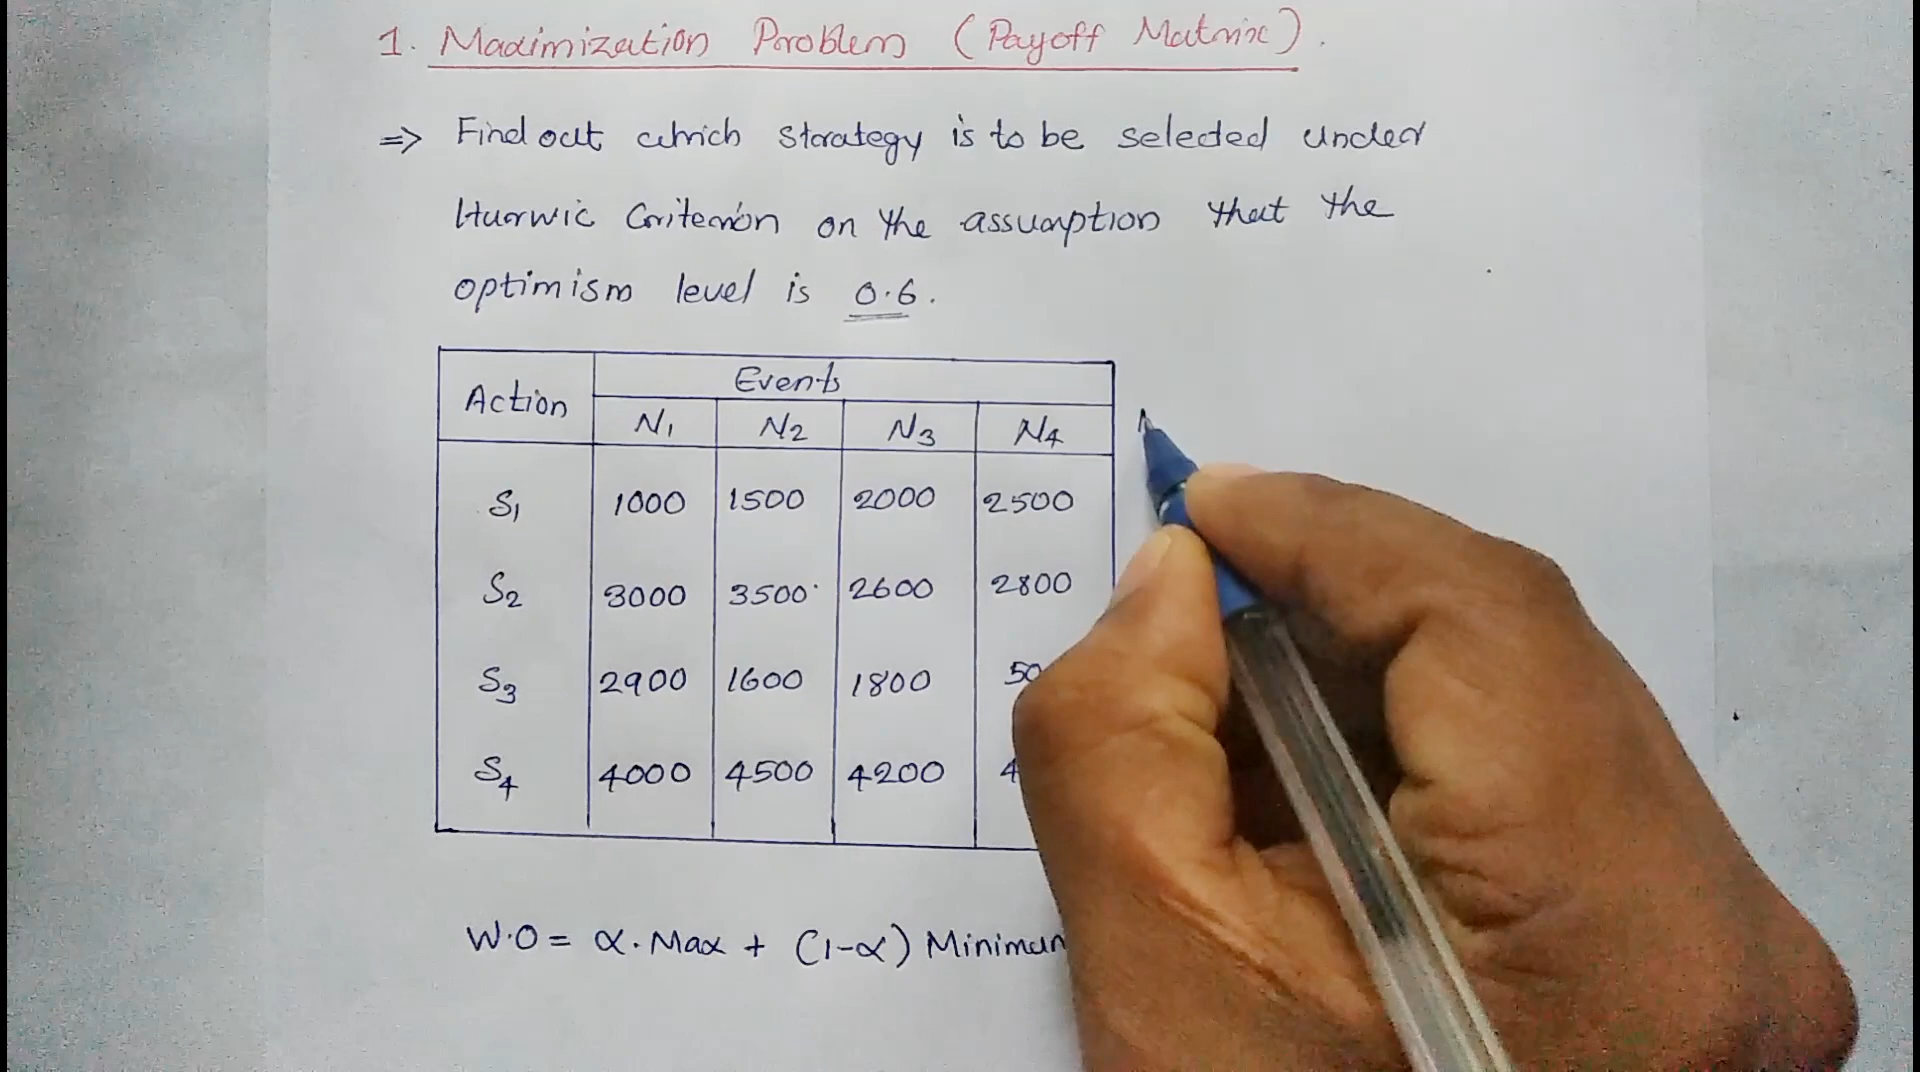 1. Maximization Problem (Payoff Matrix).
=> Find out which strategy is to be selected under
Hurwic Criterion on the assumption that the
optimism level is 0.6.
Action Events
N1 N2 N3 N4
S1 1000 1500 2000 2500
S2 3000 3500 2600 2800
S3 2900 1600 1800
S4 4000 4500 4200
W.O = α. Max + (1-α)